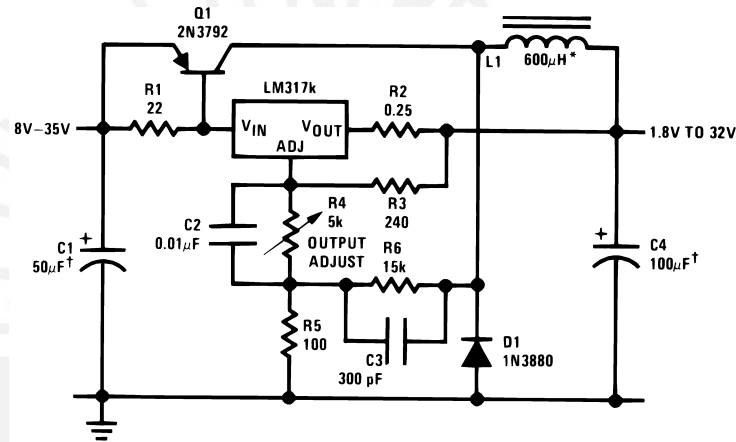 Q1
2N3792
L1
600μH*
R1
22
LM317k
R2
0.25
8V–35V
VIN
VOUT
ADJ
1.8V TO 32V
C2
0.01μF
R4
5k
OUTPUT
ADJUST
R3
240
R6
15k
C1
50μF†
+
C4
100μF†
+
R5
100
C3
300 pF
D1
1N3880